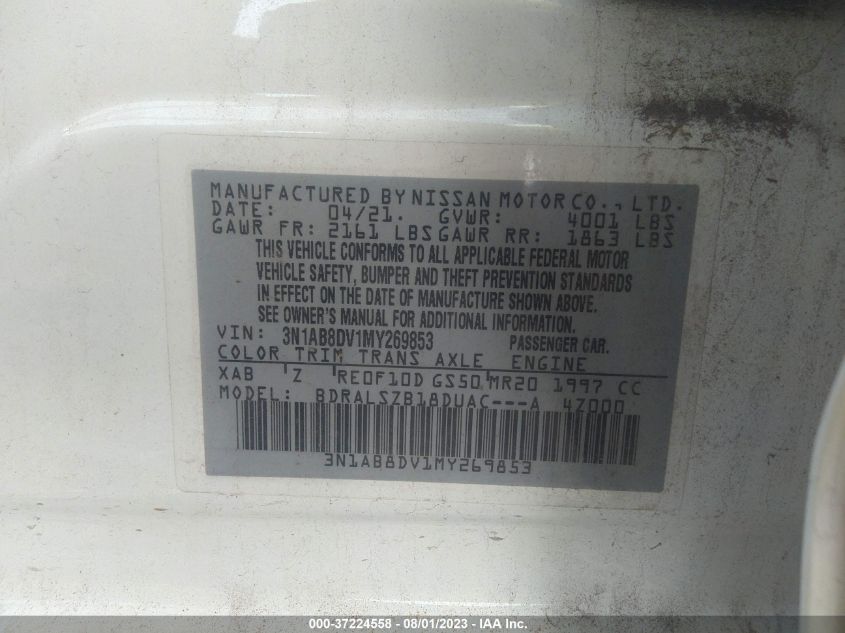 MANUFACTURED BY NISSAN MOTOR CO., LTD.
DATE: 04/21. GVWR: 4001 LBS
GAWR FR: 2161 LBS GAWR RR: 1863 LBS
THIS VEHICLE CONFORMS TO ALL APPLICABLE FEDERAL MOTOR
VEHICLE SAFETY, BUMPER AND THEFT PREVENTION STANDARDS
IN EFFECT ON THE DATE OF MANUFACTURE SHOWN ABOVE.
SEE OWNER'S MANUAL FOR ADDITIONAL INFORMATION.
VIN: 3N1AB8DV1MY269853 PASSENGER CAR.
COLOR TRIM TRANS AXLE ENGINE
XAB Z RE0F10D GS50 MR20 1997 CC
MODEL: BDRALSZB18DUAC---A 4Z000
3N1AB8DV1MY269853
000-37224558 - 08/01/2023 - IAA Inc.